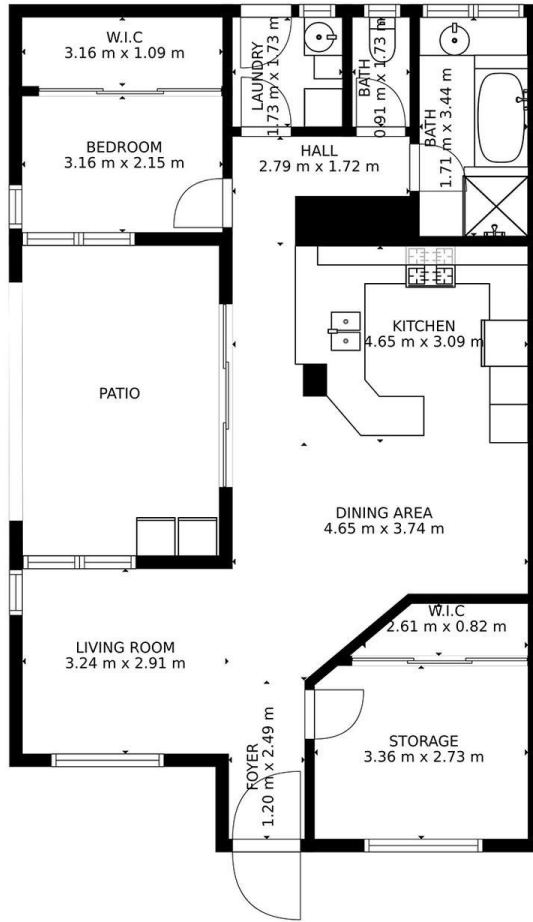 W.I.C
3.16 m x 1.09 m
LAUNDRY
1.73 m x 1.73 m
BATH
0.91 m x 1.73 m
BATH
1.71 m x 3.44 m
BEDROOM
3.16 m x 2.15 m
HALL
2.79 m x 1.72 m
KITCHEN
4.65 m x 3.09 m
PATIO
DINING AREA
4.65 m x 3.74 m
W.I.C
2.61 m x 0.82 m
LIVING ROOM
3.24 m x 2.91 m
FOYER
1.20 m x 2.49 m
STORAGE
3.36 m x 2.73 m